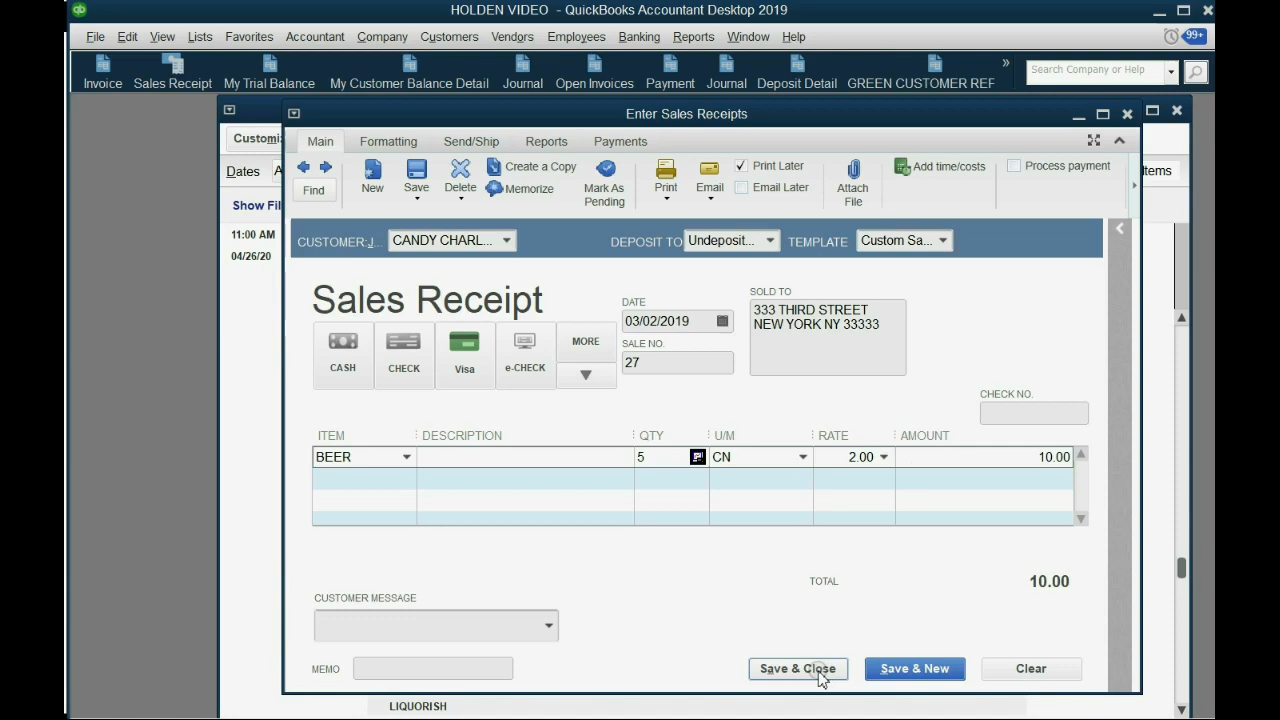 HOLDEN VIDEO - QuickBooks Accountant Desktop 2019
File Edit View Lists Favorites Accountant Company Customers Vendors Employees Banking Reports Window Help
99+
Invoice Sales Receipt My Trial Balance My Customer Balance Detail Journal Open Invoices Payment Journal Deposit Detail GREEN CUSTOMER REF » Search Company or Help
Enter Sales Receipts
Main Formatting Send/Ship Reports Payments
Customi
Find New Save Delete Create a Copy Memorize Mark As Pending Print Email Print Later Email Later Attach File Add time/costs Process payment
Dates A
Items
Show Fil
11:00 AM
04/26/20
CUSTOMER:J... CANDY CHARL... DEPOSIT TO Undeposit... TEMPLATE Custom Sa...
Sales Receipt
DATE
03/02/2019
SALE NO.
27
SOLD TO
333 THIRD STREET
NEW YORK NY 33333
CASH CHECK Visa e-CHECK MORE
CHECK NO.
ITEM DESCRIPTION QTY U/M RATE AMOUNT
BEER 5 CN 2.00 10.00
TOTAL 10.00
CUSTOMER MESSAGE
MEMO
Save & Close Save & New Clear
LIQUORISH